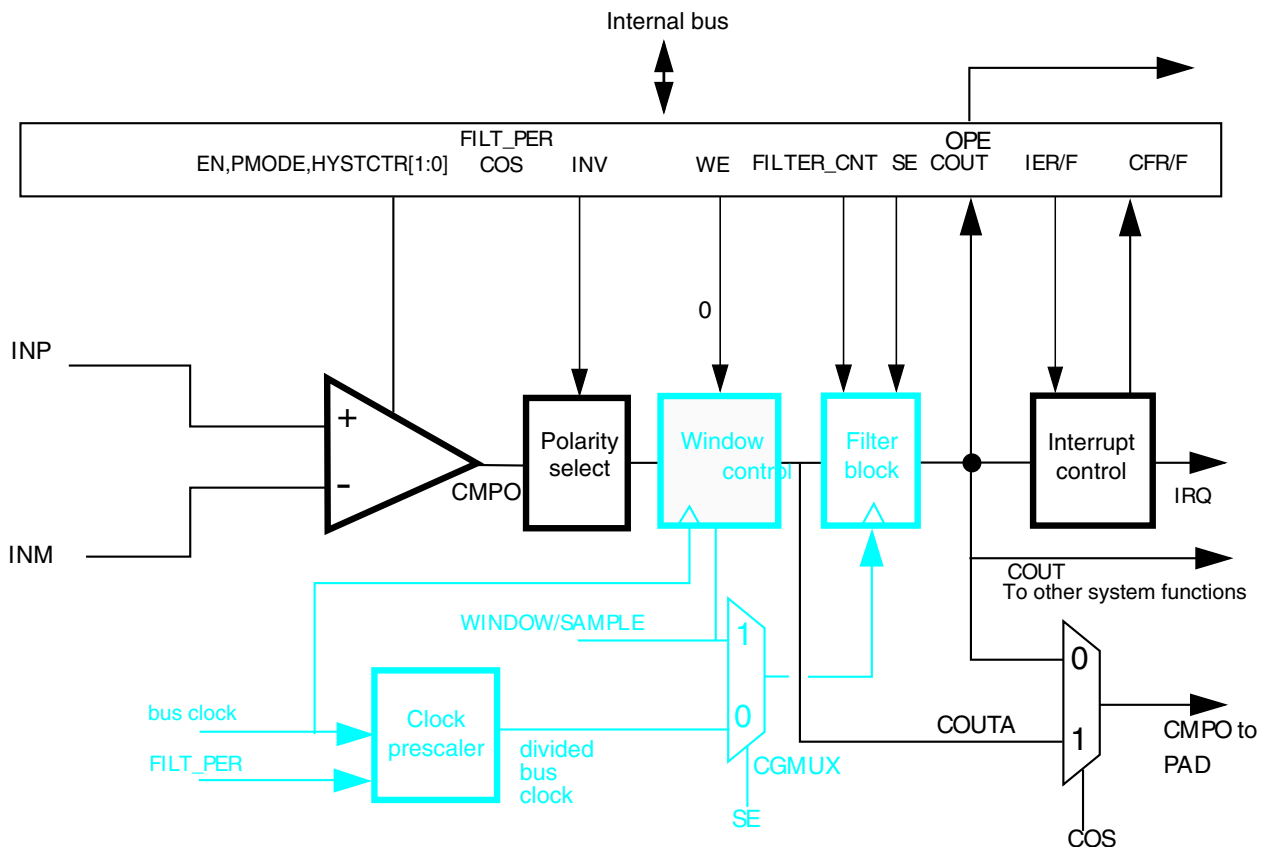 Internal bus
FILT_PER
OPE
EN,PMODE,HYSTCTR[1:0]
COS
INV
WE
FILTER_CNT
SE
COUT
IER/F
CFR/F
0
INP
+
-
INM
CMPO
Polarity
select
Window
control
Filter
block
Interrupt
control
IRQ
COUT
To other system functions
WINDOW/SAMPLE
1
0
bus clock
FILT_PER
Clock
prescaler
divided
bus
clock
CGMUX
SE
COUTA
0
1
CMPO to
PAD
COS